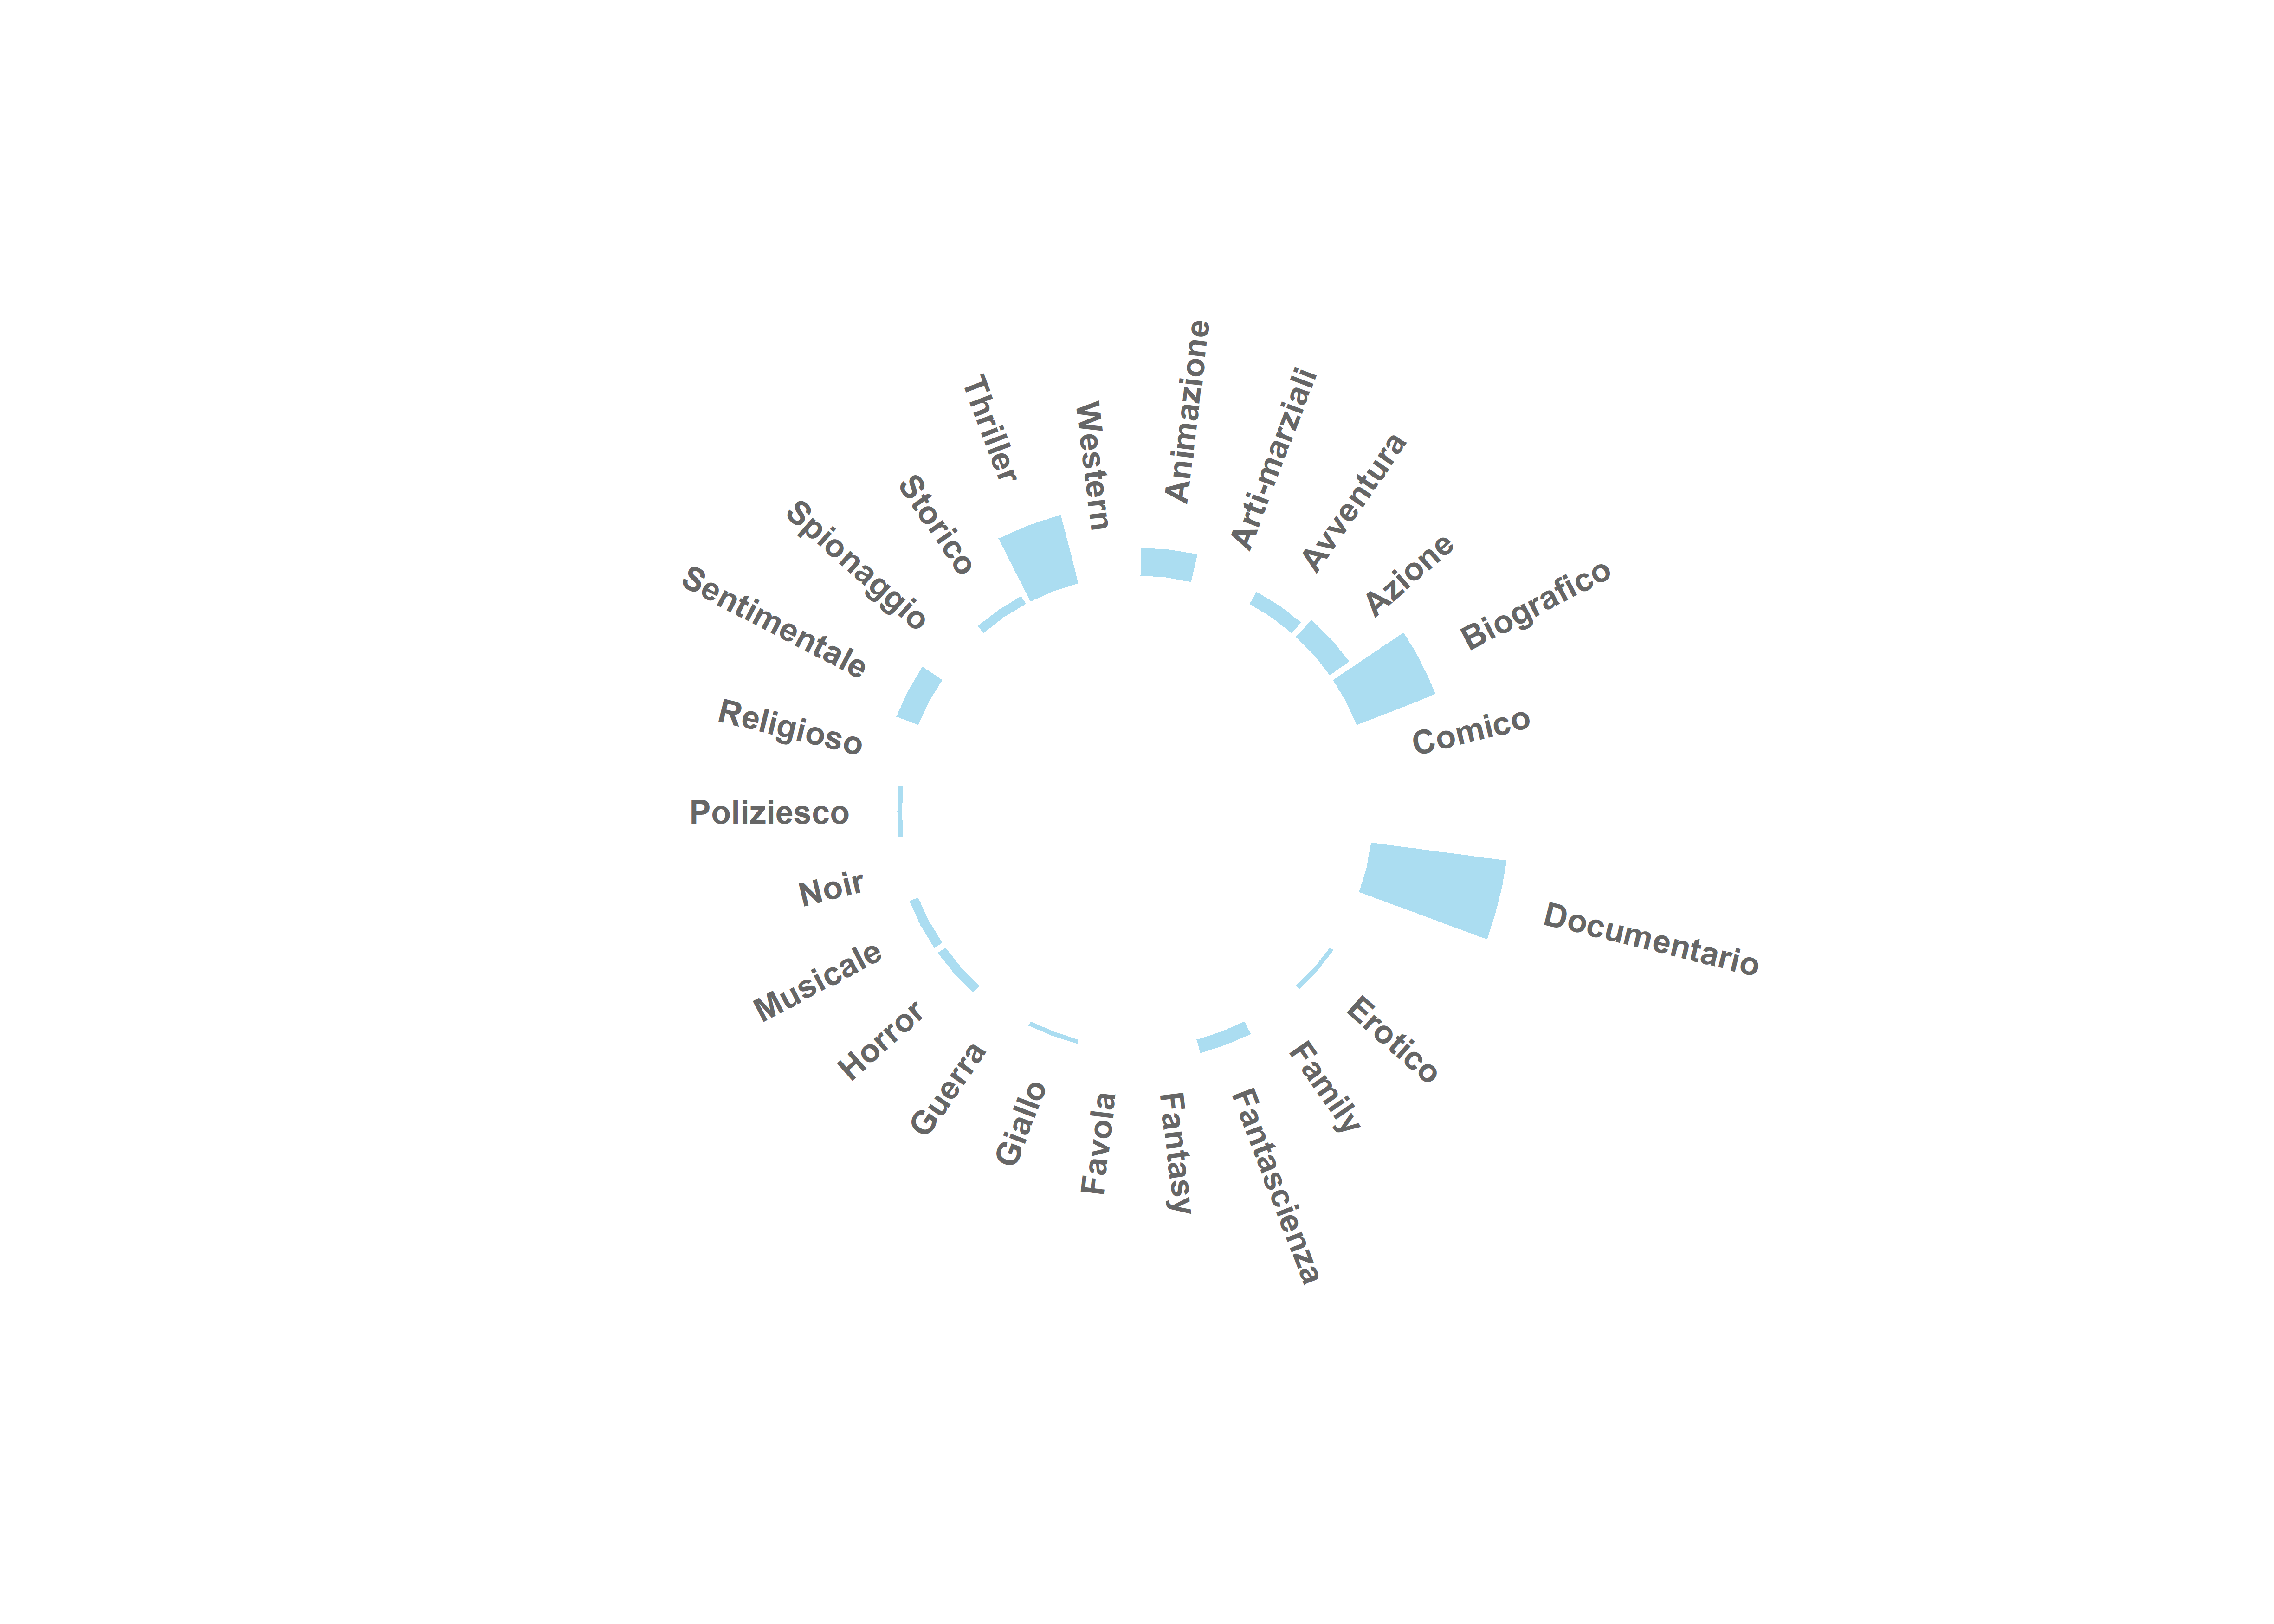 Animazione
Arti-marziali
Avventura
Azione
Biografico
Comico
Documentario
Erotico
Family
Fantascienza
Fantasy
Favola
Giallo
Guerra
Horror
Musicale
Noir
Poliziesco
Religioso
Sentimentale
Spionaggio
Storico
Thriller
Western